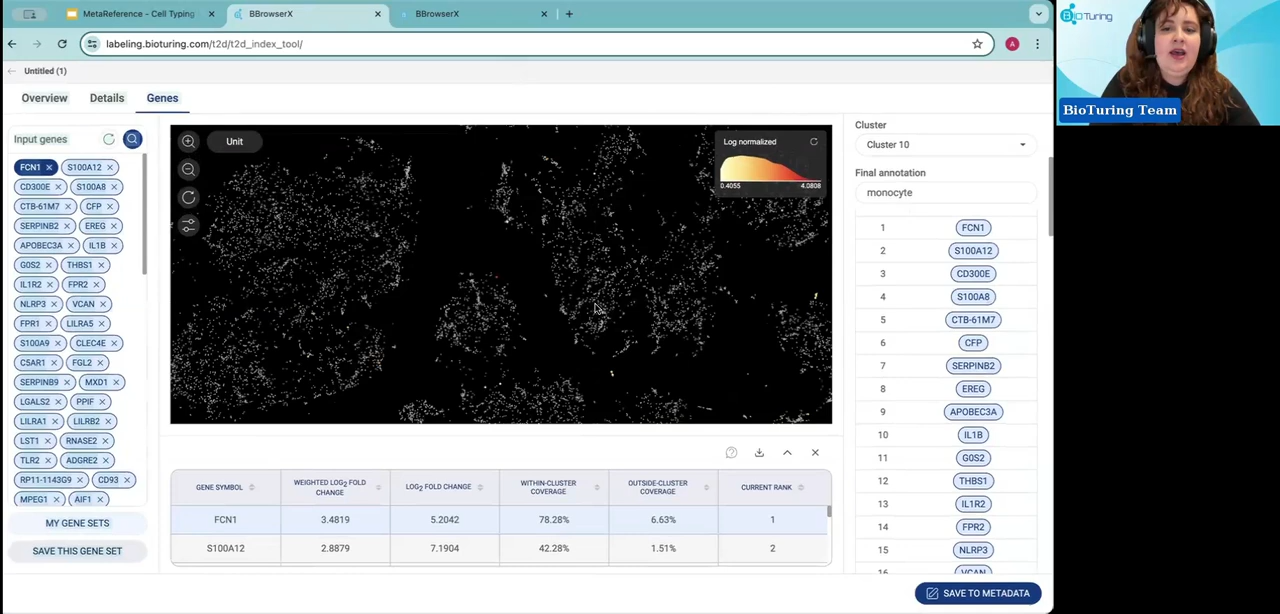 MetaReference - Cell Typing
BBrowserX
BBrowserX
labeling.bioturing.com/t2d/t2d_index_tool/
A
BioTuring
BioTuring Team
Untitled (1)
Overview
Details
Genes
Input genes
FCN1 S100A12
CD300E S100A8
CTB-61M7 CFP
SERPINB2 EREG
APOBEC3A IL1B
G0S2 THBS1
IL1R2 FPR2
NLRP3 VCAN
FPR1 LILRA5
S100A9 CLEC4E
C5AR1 FGL2
SERPINB9 MXD1
LGALS2 PPIF
LILRA1 LILRB2
LST1 RNASE2
TLR2 ADGRE2
RP11-1143G9 CD93
MPEG1 AIF1
MY GENE SETS
SAVE THIS GENE SET
Unit
Log normalized
0.4055 4.0808
GENE SYMBOL
WEIGHTED LOG2 FOLD
CHANGE
LOG2 FOLD CHANGE
WITHIN-CLUSTER
COVERAGE
OUTSIDE-CLUSTER
COVERAGE
CURRENT RANK
FCN1 3.4819 5.2042 78.28% 6.63% 1
S100A12 2.8879 7.1904 42.28% 1.51% 2
Cluster
Cluster 10
Final annotation
monocyte
1 FCN1
2 S100A12
3 CD300E
4 S100A8
5 CTB-61M7
6 CFP
7 SERPINB2
8 EREG
9 APOBEC3A
10 IL1B
11 G0S2
12 THBS1
13 IL1R2
14 FPR2
15 NLRP3
16 VCAN
SAVE TO METADATA